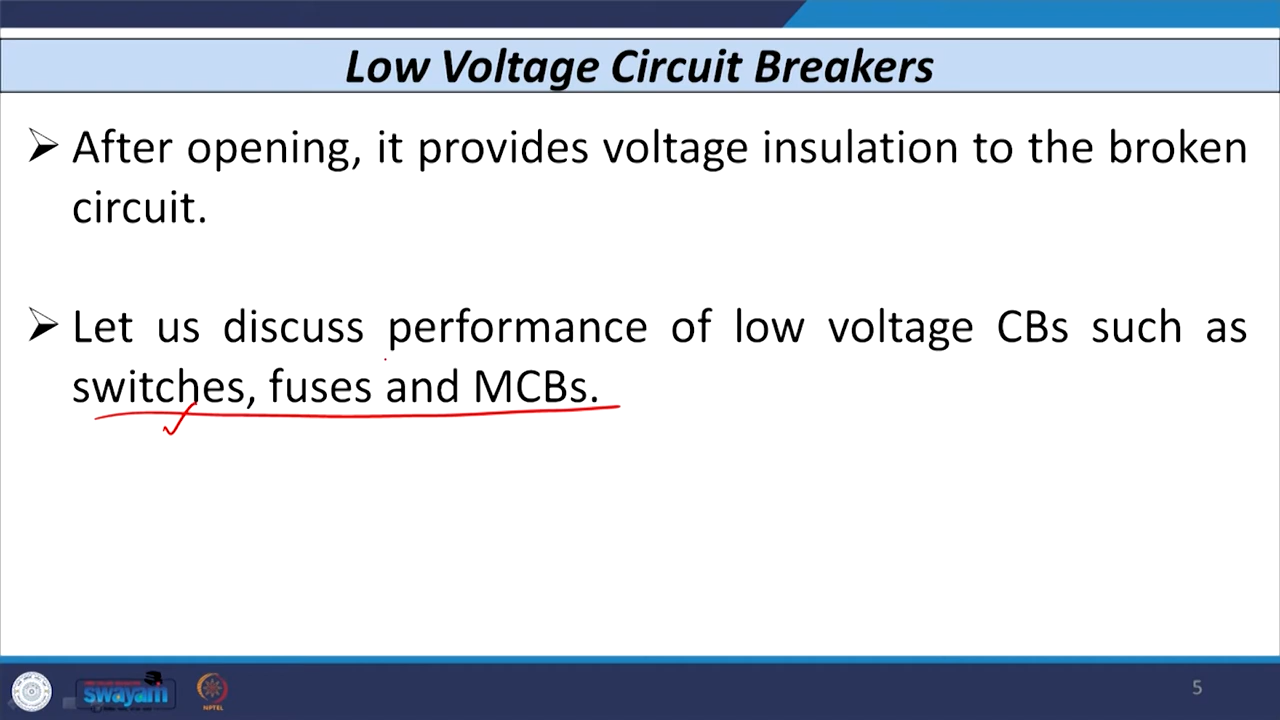 Low Voltage Circuit Breakers
➢ After opening, it provides voltage insulation to the broken
circuit.
➢ Let us discuss performance of low voltage CBs such as
switches, fuses and MCBs.
swayam
NPTEL
5